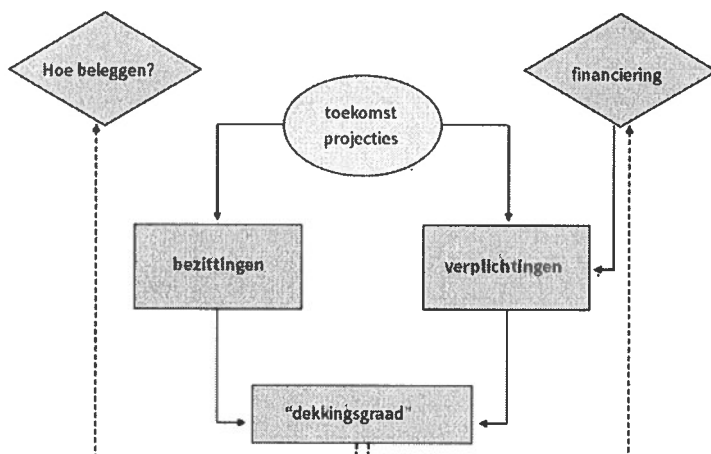 Hoe beleggen?
financiering
toekomst
projecties
bezittingen
verplichtingen
"dekkingsgraad"